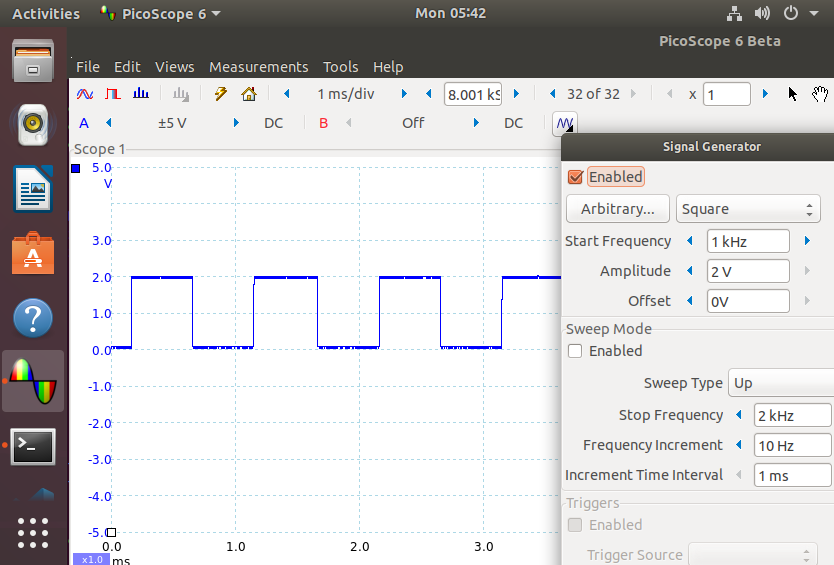 Activities PicoScope 6 Mon 05:42
PicoScope 6 Beta
File Edit Views Measurements Tools Help
1 ms/div 8.001 kS 32 of 32 x 1
A ±5 V DC B Off DC
Scope 1
Signal Generator
Enabled
Arbitrary... Square
Start Frequency 1 kHz
Amplitude 2 V
Offset 0V
Sweep Mode
Enabled
Sweep Type Up
Stop Frequency 2 kHz
Frequency Increment 10 Hz
Increment Time Interval 1 ms
Triggers
Enabled
Trigger Source
5.0
V
3.0
2.0
1.0
0.0
-1.0
-2.0
-3.0
-4.0
-5.0
0.0 1.0 2.0 3.0
x1.0 ms